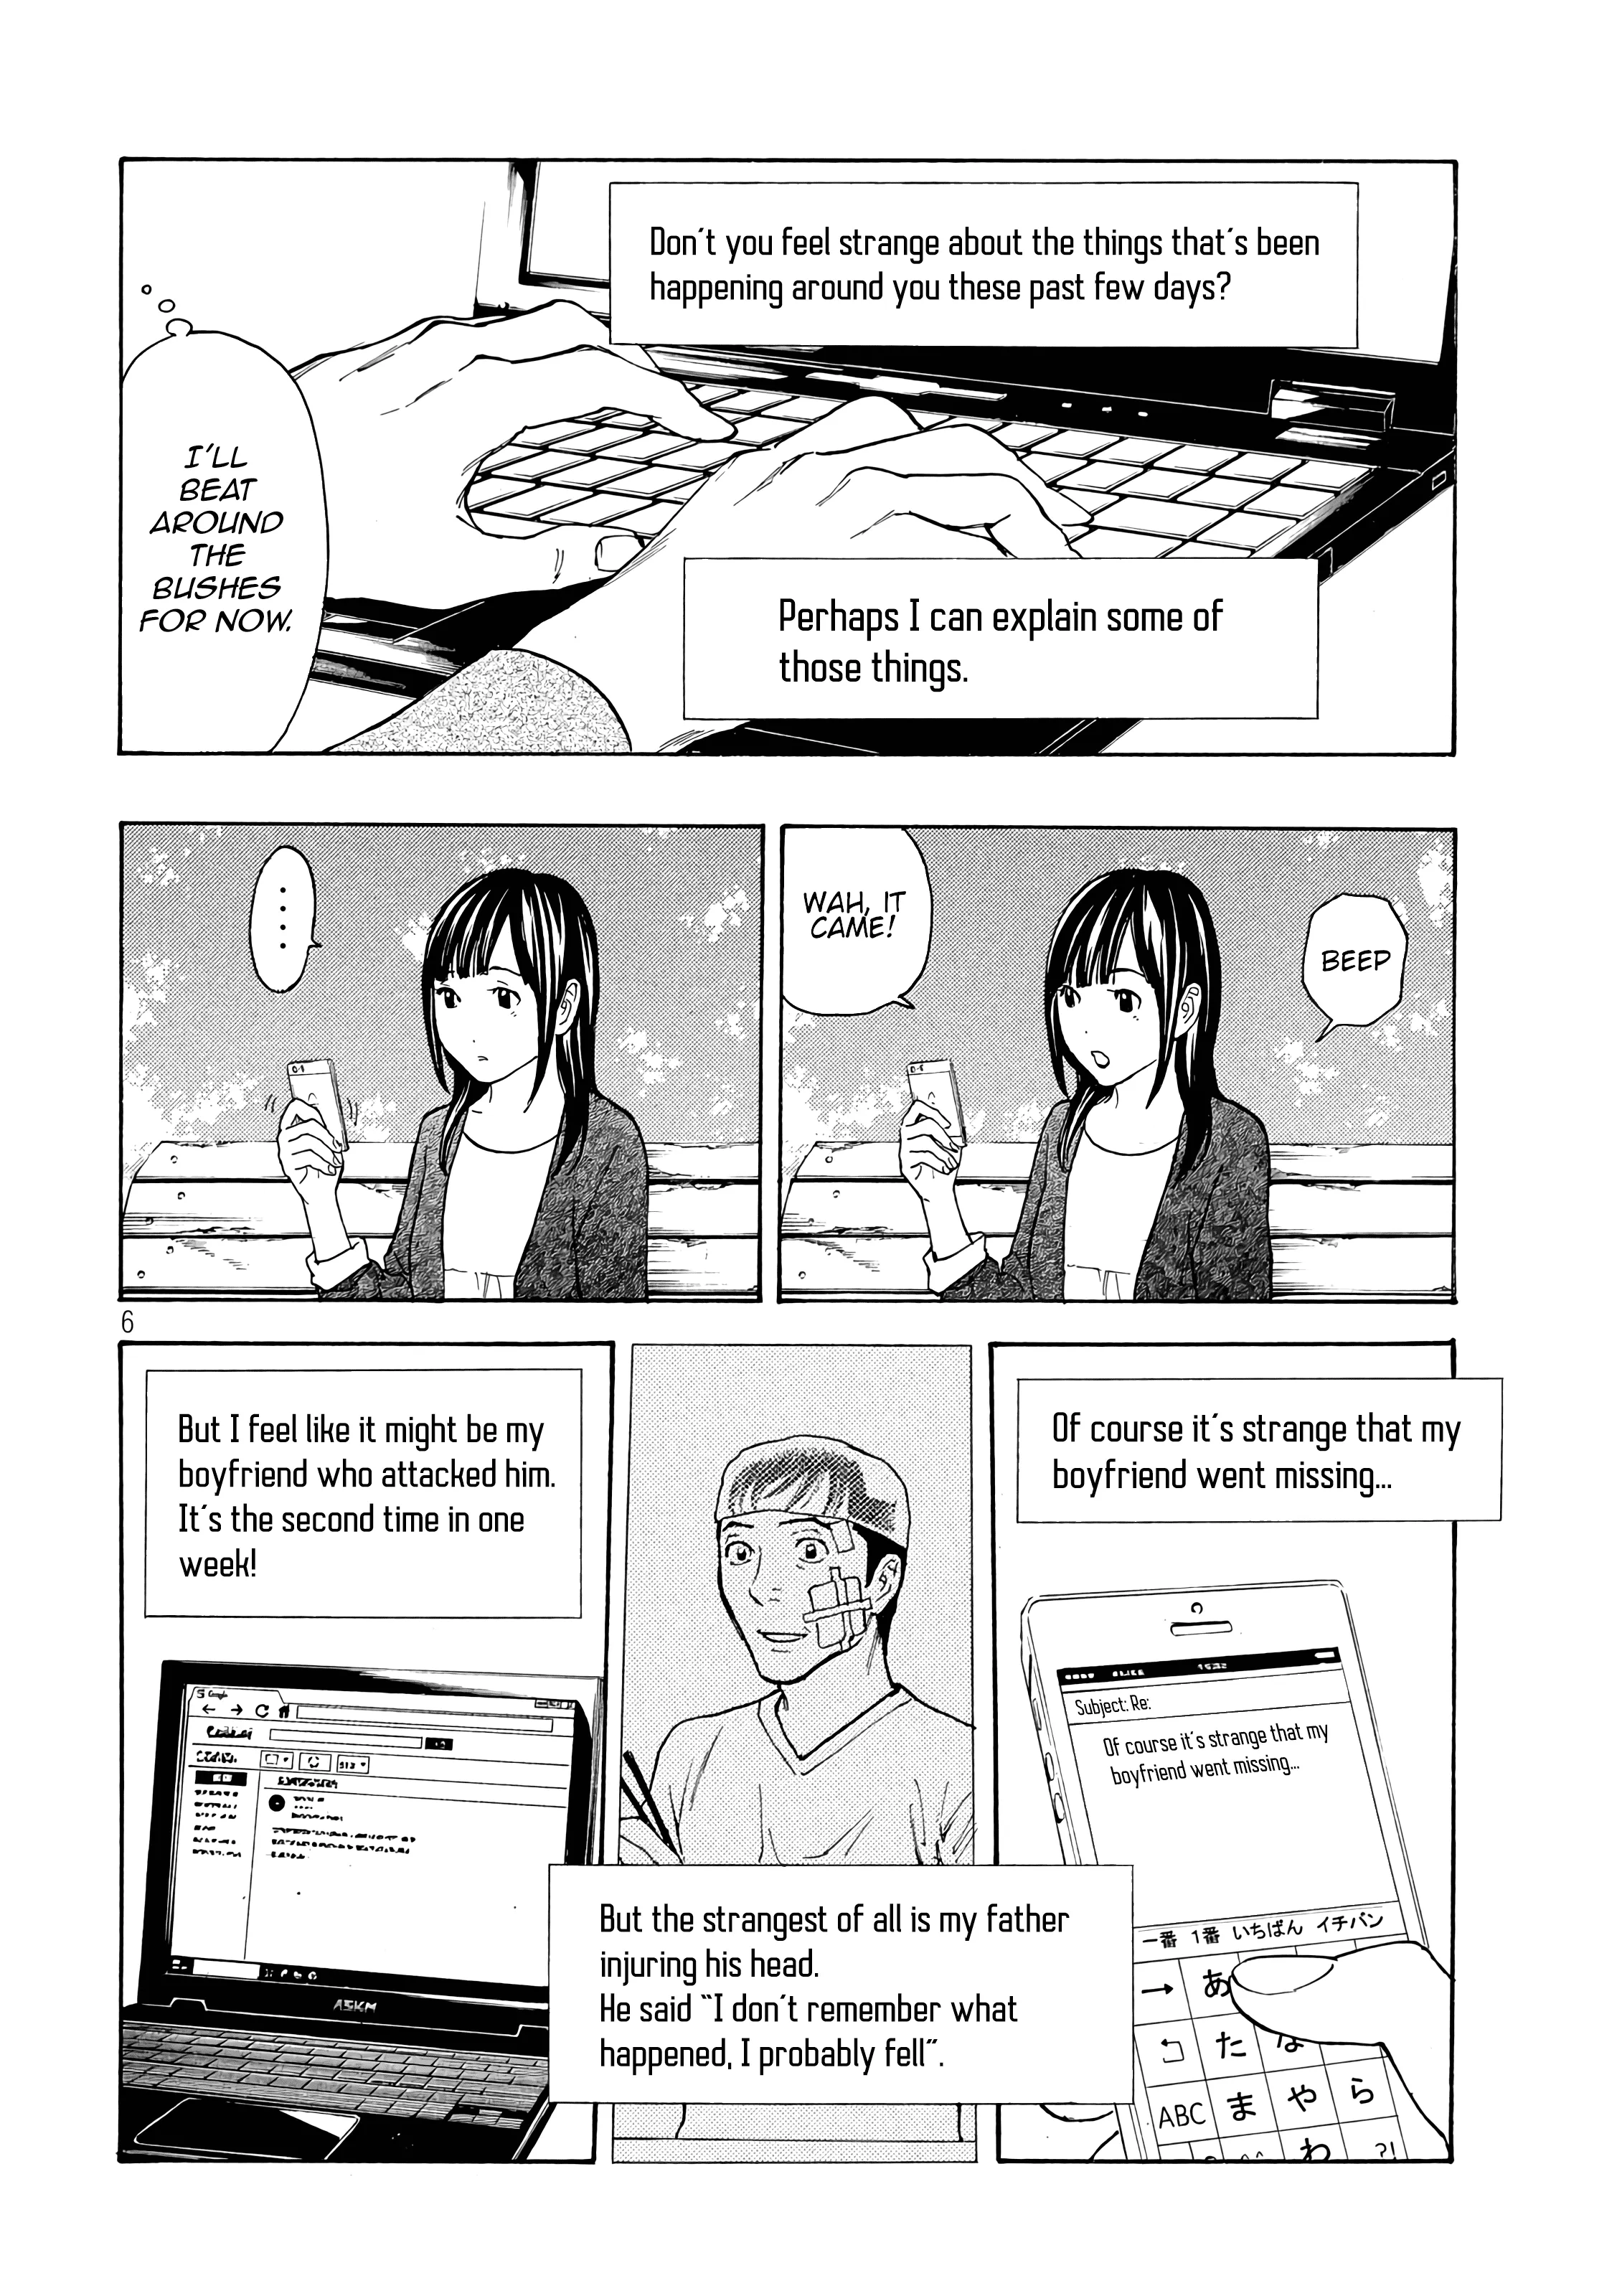 Don't you feel strange about the things that's been
happening around you these past few days?
I'LL
BEAT
AROUND
THE
BUSHES
FOR NOW.
Perhaps I can explain some of
those things.
BEEP
WAH, IT
CAME!
....
6
Of course it's strange that my
boyfriend went missing...
Subject: Re:
Of course it's strange that my
boyfriend went missing...
一番 1番 いちばん イチバン
→ あ
た な
ABC ま や ら
わ ?!
But the strangest of all is my father
injuring his head.
He said "I don't remember what
happened, I probably fell".
But I feel like it might be my
boyfriend who attacked him.
It's the second time in one
week!
Google
ASKM